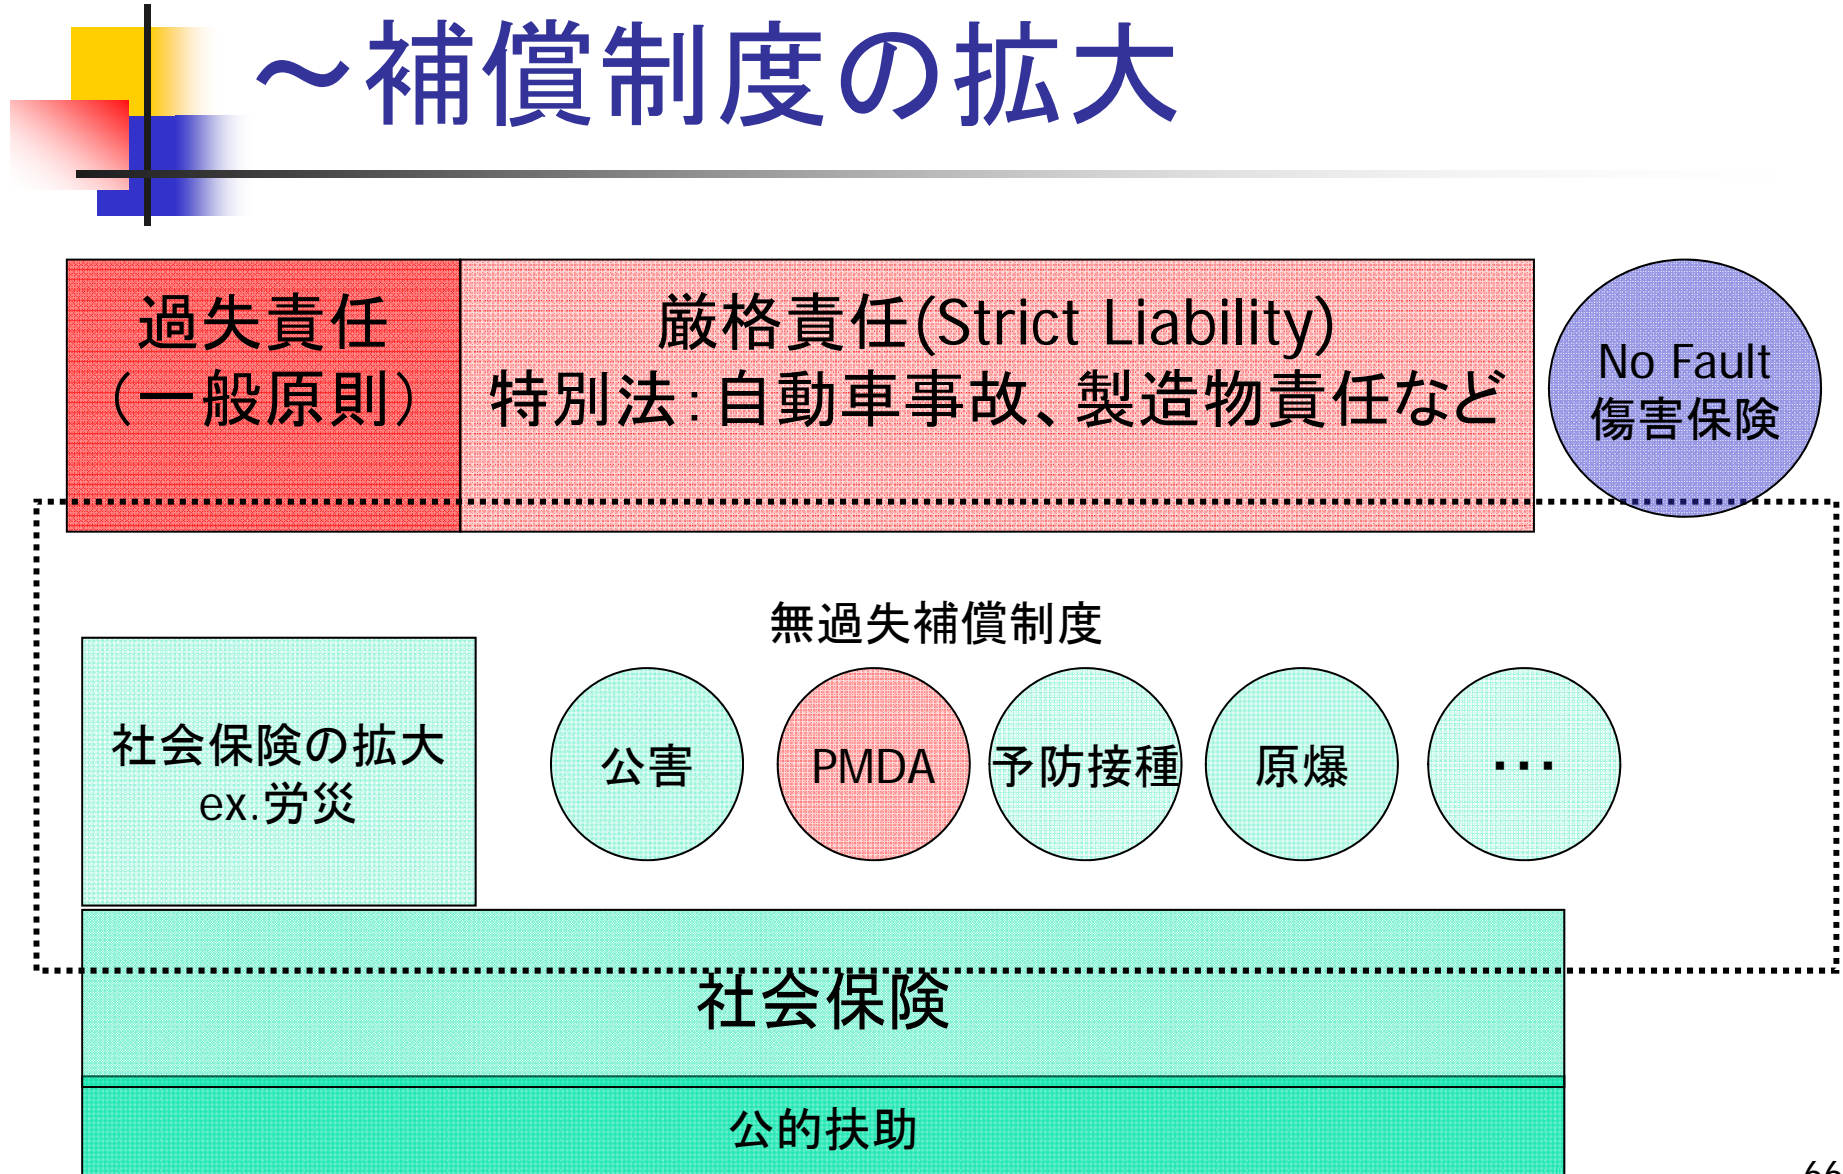 ～補償制度の拡大
過失責任
（一般原則）
厳格責任(Strict Liability)
特別法：自動車事故、製造物責任など
No Fault
傷害保険
無過失補償制度
社会保険の拡大
ex.労災
公害
PMDA
予防接種
原爆
・・・
社会保険
公的扶助
66